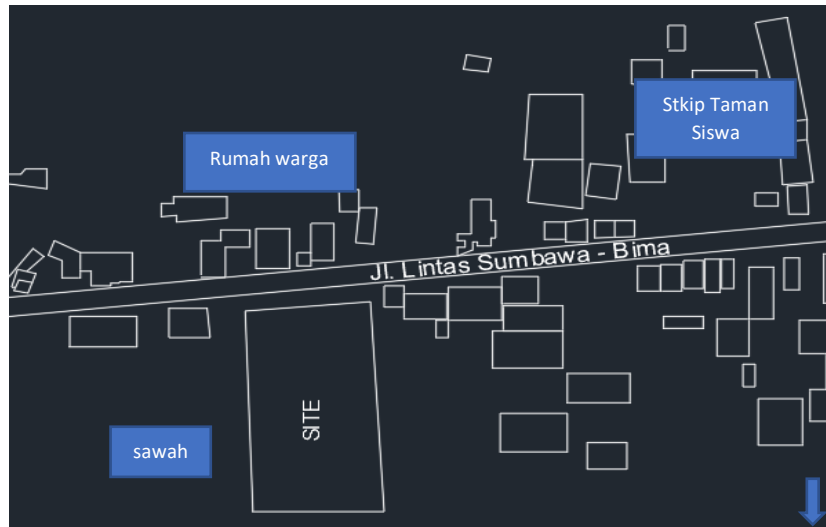 Stkip Taman
Siswa
Rumah warga
Jl. Lintas Sumbawa - Bima
SITE
sawah